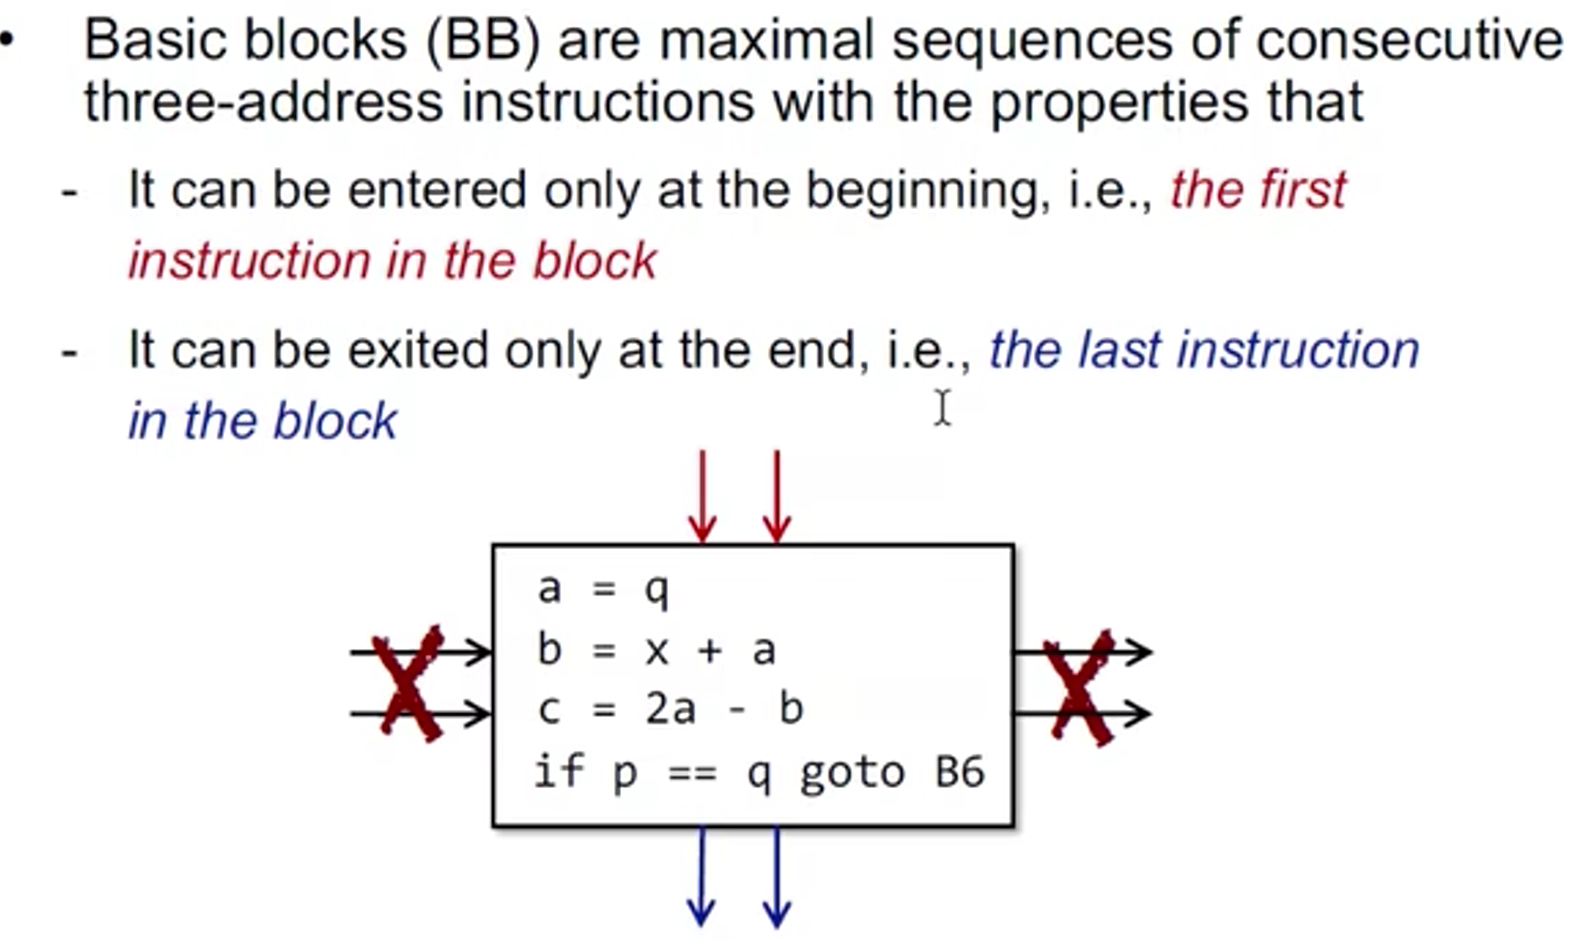 • Basic blocks (BB) are maximal sequences of consecutive
three-address instructions with the properties that
- It can be entered only at the beginning, i.e., the first
instruction in the block
- It can be exited only at the end, i.e., the last instruction
in the block
a = q
b = x + a
c = 2a - b
if p == q goto B6